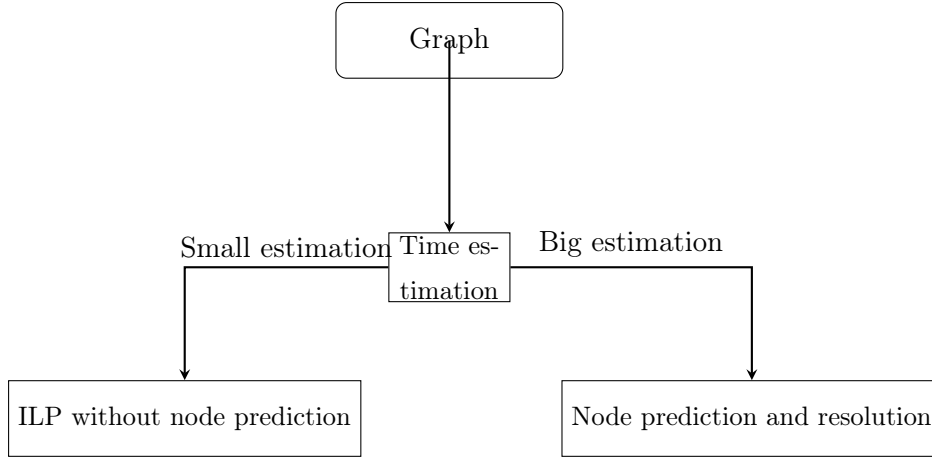 Graph
Small estimation
Time es-
timation
Big estimation
ILP without node prediction
Node prediction and resolution